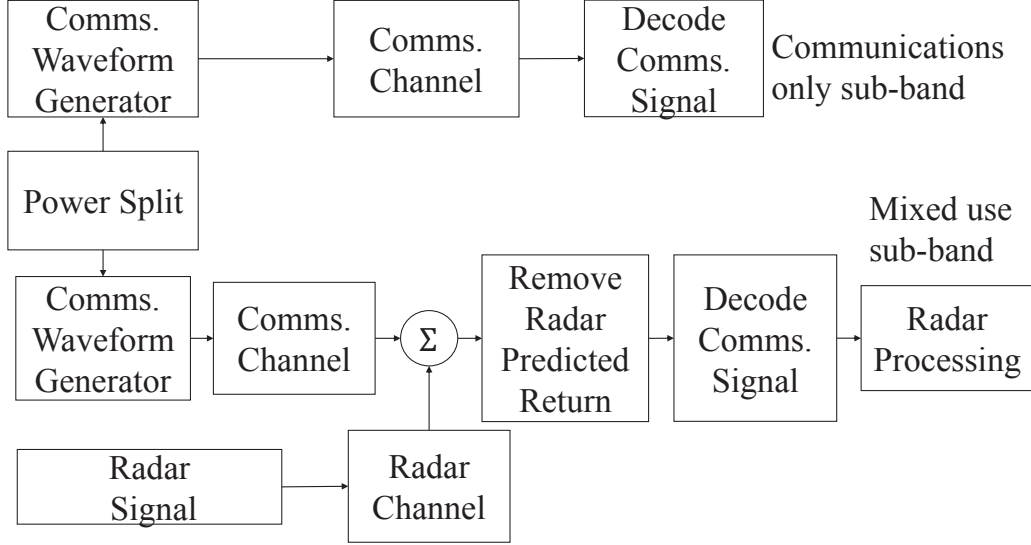 Comms.
Waveform
Generator
Comms.
Channel
Decode
Comms.
Signal
Communications
only sub-band
Power Split
Mixed use
sub-band
Comms.
Waveform
Generator
Comms.
Channel
Σ
Remove
Radar
Predicted
Return
Decode
Comms.
Signal
Radar
Processing
Radar
Signal
Radar
Channel